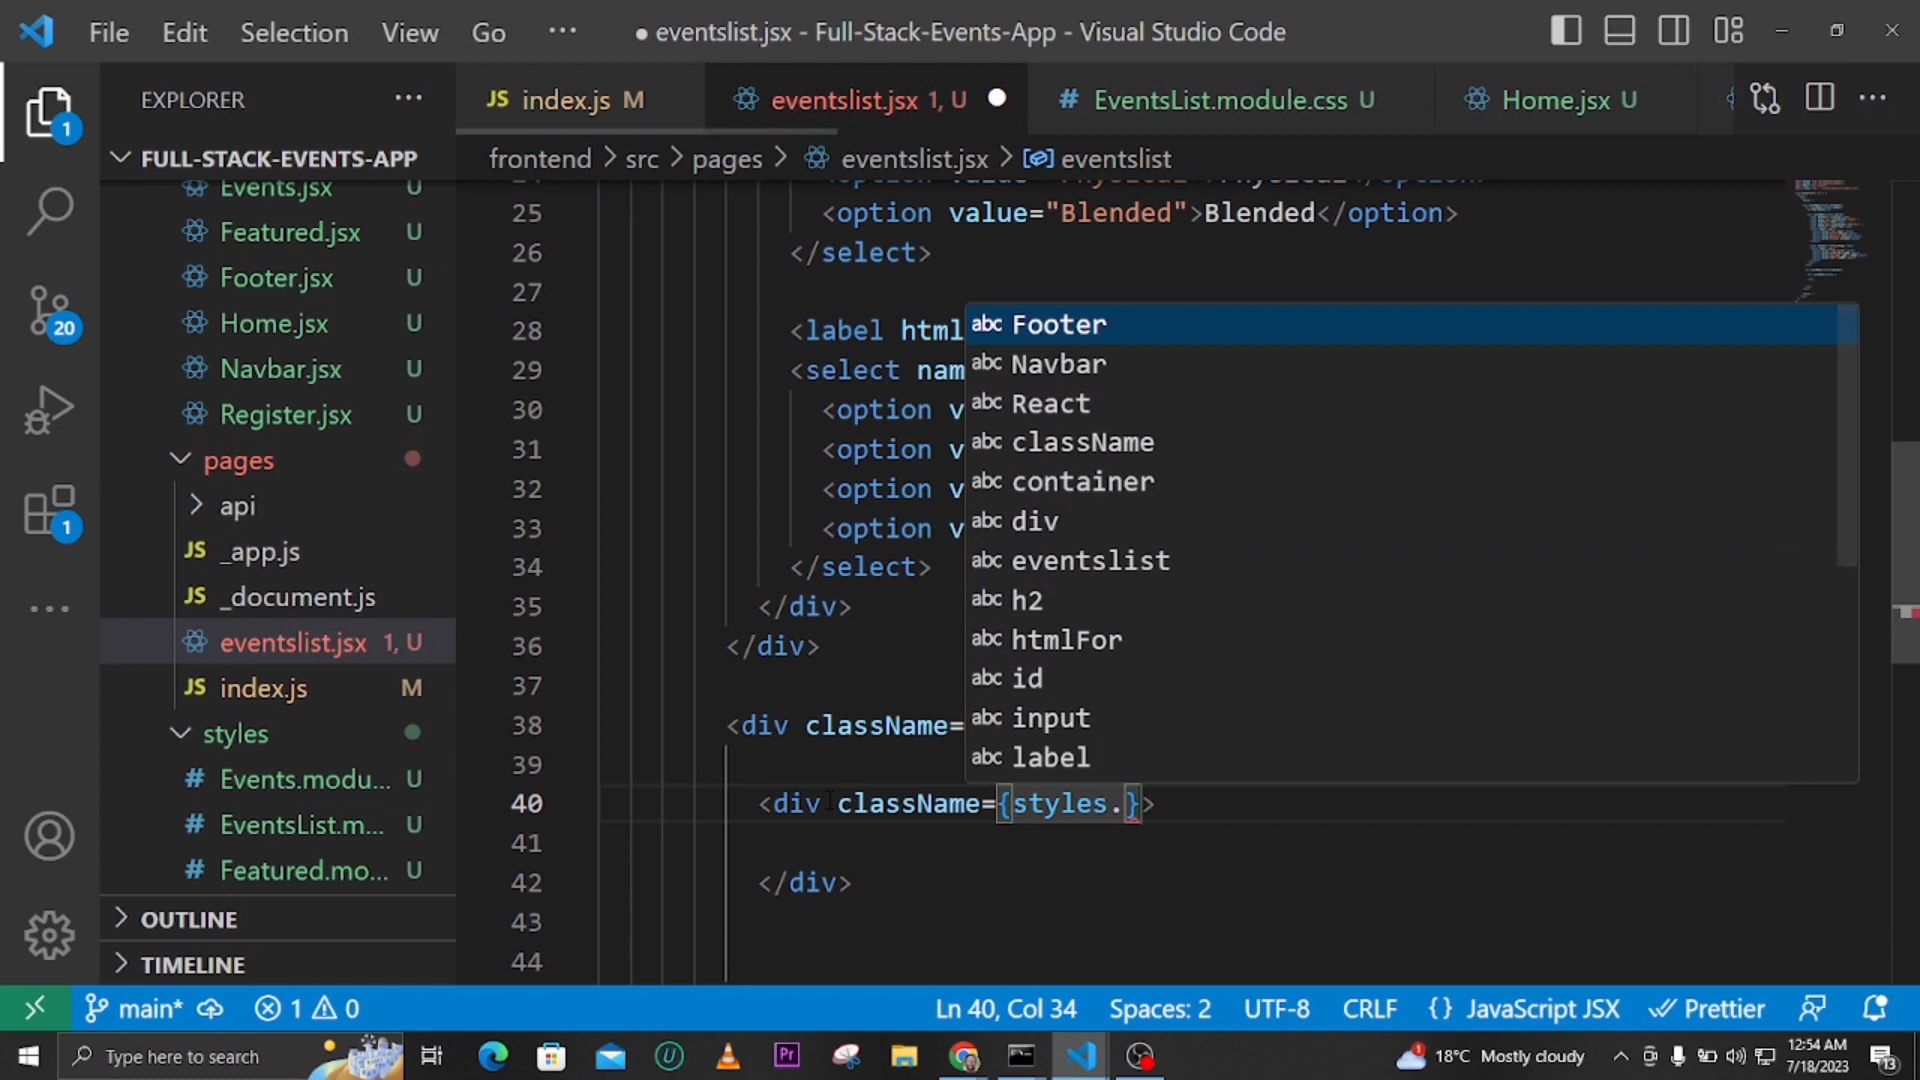 File Edit Selection View Go ··· ● eventslist.jsx - Full-Stack-Events-App - Visual Studio Code
EXPLORER ···
JS index.js M eventslist.jsx 1, U # EventsList.module.css U Home.jsx U ···
frontend > src > pages > eventslist.jsx > eventslist
FULL-STACK-EVENTS-APP
Events.jsx U
Featured.jsx U
Footer.jsx U
Home.jsx U
Navbar.jsx U
Register.jsx U
pages
api
JS _app.js
JS _document.js
eventslist.jsx 1, U
JS index.js M
styles
# Events.modu... U
# EventsList.m... U
# Featured.mo... U
OUTLINE
TIMELINE
1
20
1
25 <option value="Blended">Blended</option>
26 </select>
27
28 <label html
29 <select nam
30 <option v
31 <option v
32 <option v
33 <option v
34 </select>
35 </div>
36 </div>
37
38 <div className=
39
40 <div className={styles.}>
41
42 </div>
43
44
abc Footer
abc Navbar
abc React
abc className
abc container
abc div
abc eventslist
abc h2
abc htmlFor
abc id
abc input
abc label
main* 1 0 Ln 40, Col 34 Spaces: 2 UTF-8 CRLF {} JavaScript JSX Prettier
Type here to search Pr 18°C Mostly cloudy 12:54 AM
7/18/2023 13